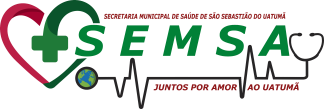 SECRETARIA MUNICIPAL DE SAÚDE DE SÃO SEBASTIÃO DO UATUMÃ
SEMSA
JUNTOS POR AMOR AO UATUMÃ